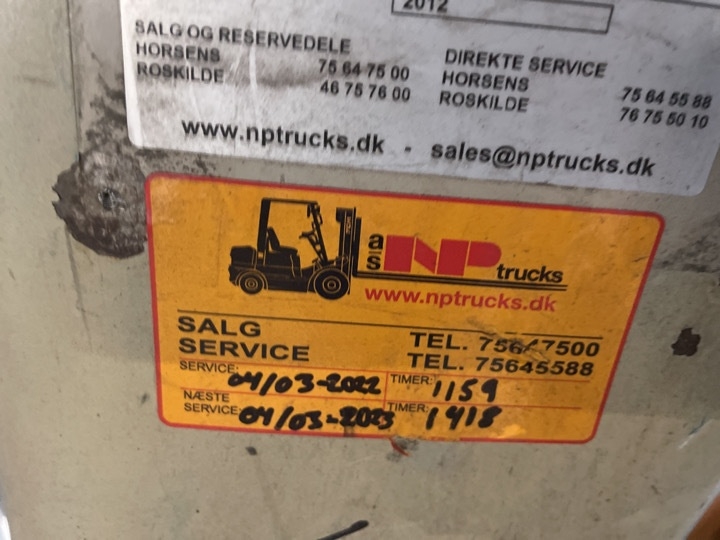 2012
SALG OG RESERVEDELE
HORSENS 75 64 75 00
ROSKILDE 46 75 76 00
DIREKTE SERVICE
HORSENS 75 64 55 88
ROSKILDE 76 75 50 10
www.nptrucks.dk - sales@nptrucks.dk
a/s NP trucks
www.nptrucks.dk
SALG TEL. 75647500
SERVICE TEL. 75645588
SERVICE: 04/03-2022 TIMER: 1159
NÆSTE
SERVICE: 04/03-2023 TIMER: 1418